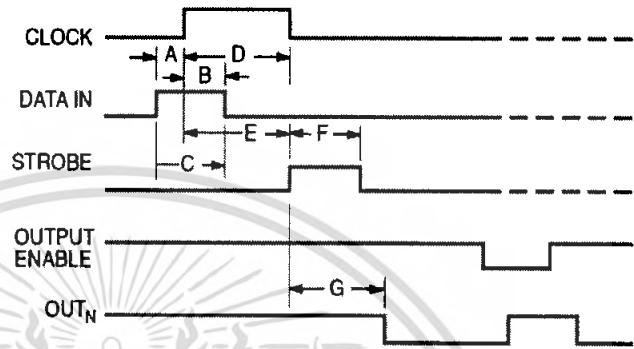 CLOCK
A
D
B
DATA IN
E
F
C
STROBE
OUTPUT
ENABLE
G
OUTN